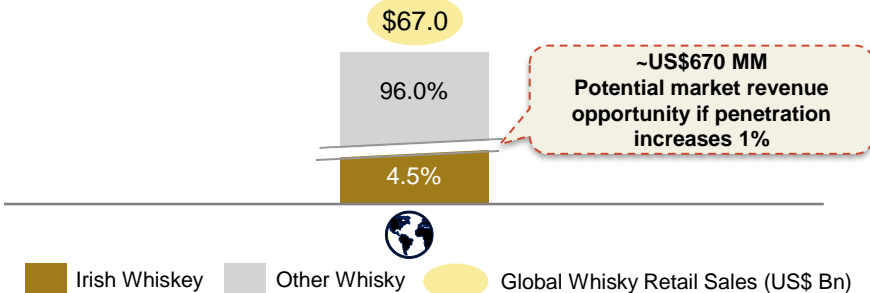 $67.0
96.0%
4.5%
~US$670 MM
Potential market revenue
opportunity if penetration
increases 1%
Irish Whiskey
Other Whisky
Global Whisky Retail Sales (US$ Bn)